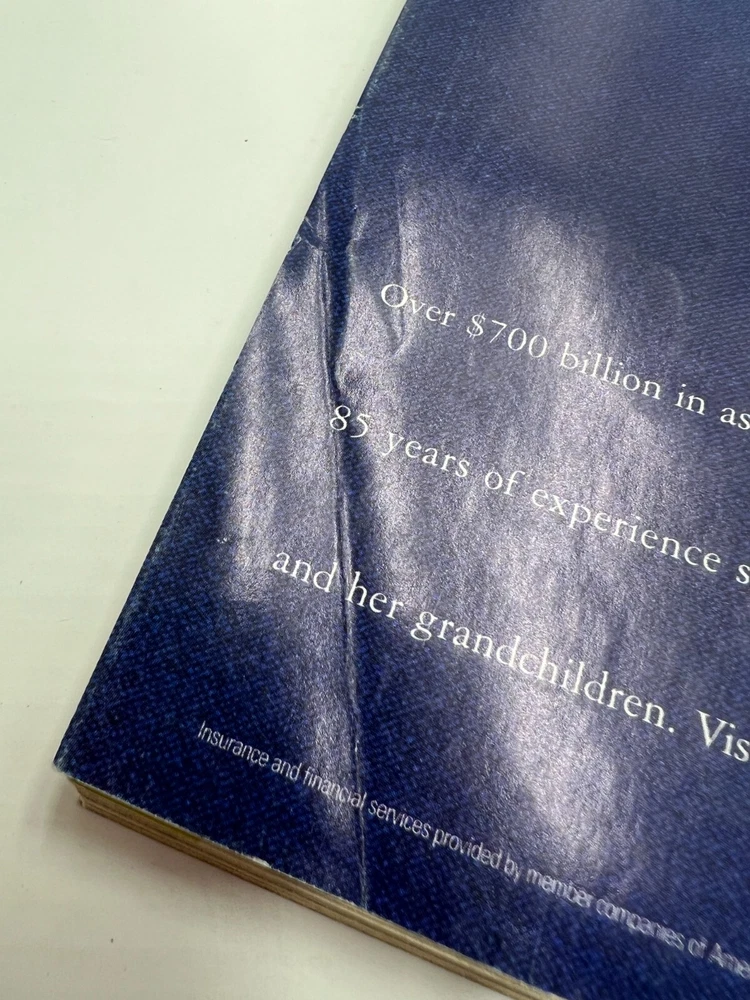 Over $700 billion in as
85 years of experience s
and her grandchildren. Vis
Insurance and financial services provided by member companies of Ame